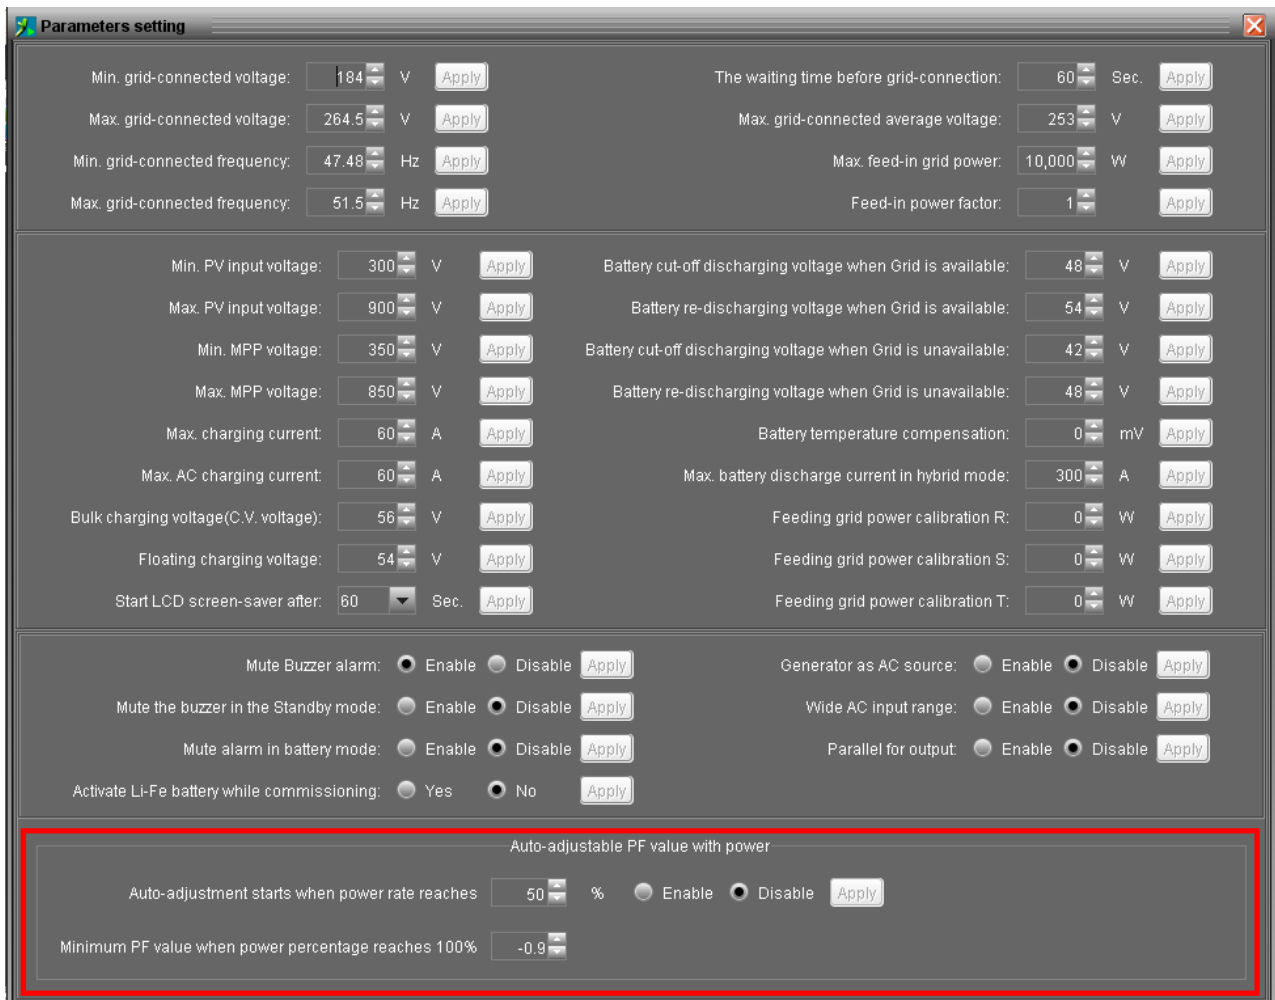 Parameters setting
Min. grid-connected voltage: 184 V Apply The waiting time before grid-connection: 60 Sec. Apply
Max. grid-connected voltage: 264.5 V Apply Max. grid-connected average voltage: 253 V Apply
Min. grid-connected frequency: 47.48 Hz Apply Max. feed-in grid power: 10,000 W Apply
Max. grid-connected frequency: 51.5 Hz Apply Feed-in power factor: 1 Apply
Min. PV input voltage: 300 V Apply Battery cut-off discharging voltage when Grid is available: 48 V Apply
Max. PV input voltage: 900 V Apply Battery re-discharging voltage when Grid is available: 54 V Apply
Min. MPP voltage: 350 V Apply Battery cut-off discharging voltage when Grid is unavailable: 42 V Apply
Max. MPP voltage: 850 V Apply Battery re-discharging voltage when Grid is unavailable: 48 V Apply
Max. charging current: 60 A Apply Battery temperature compensation: 0 mV Apply
Max. AC charging current: 60 A Apply Max. battery discharge current in hybrid mode: 300 A Apply
Bulk charging voltage(C.V. voltage): 56 V Apply Feeding grid power calibration R: 0 W Apply
Floating charging voltage: 54 V Apply Feeding grid power calibration S: 0 W Apply
Start LCD screen-saver after: 60 Sec. Apply Feeding grid power calibration T: 0 W Apply
Mute Buzzer alarm: Enable Disable Apply Generator as AC source: Enable Disable Apply
Mute the buzzer in the Standby mode: Enable Disable Apply Wide AC input range: Enable Disable Apply
Mute alarm in battery mode: Enable Disable Apply Parallel for output: Enable Disable Apply
Activate Li-Fe battery while commissioning: Yes No Apply
Auto-adjustable PF value with power
Auto-adjustment starts when power rate reaches 50 % Enable Disable Apply
Minimum PF value when power percentage reaches 100% -0.9